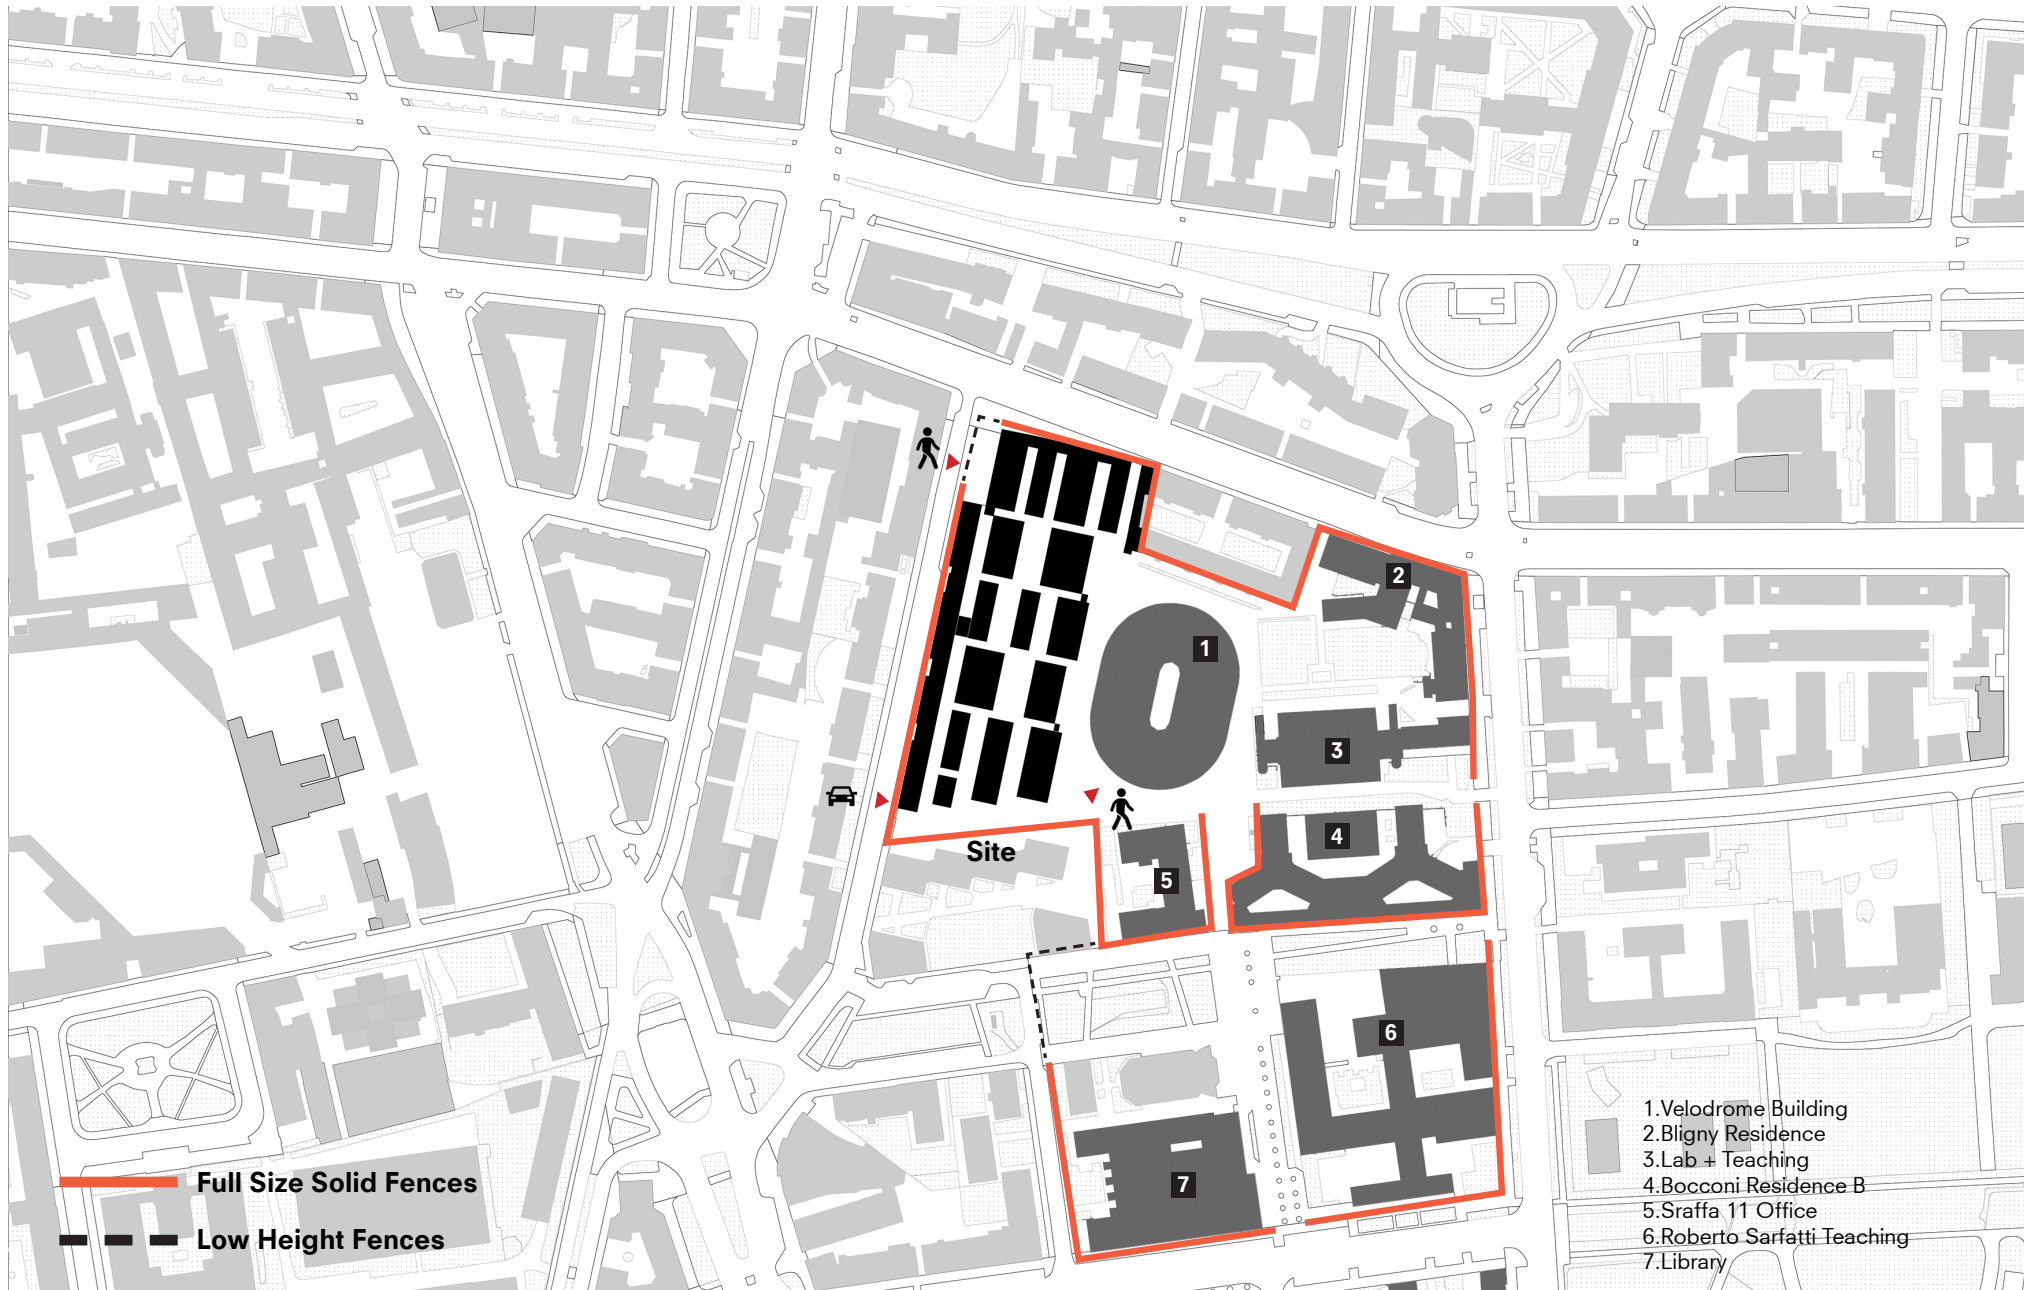 2
1
3
4
Site
5
6
7
Full Size Solid Fences
Low Height Fences
1.Velodrome Building
2.Bligny Residence
3.Lab + Teaching
4.Bocconi Residence B
5.Sraffa 11 Office
6.Roberto Sarfatti Teaching
7.Library